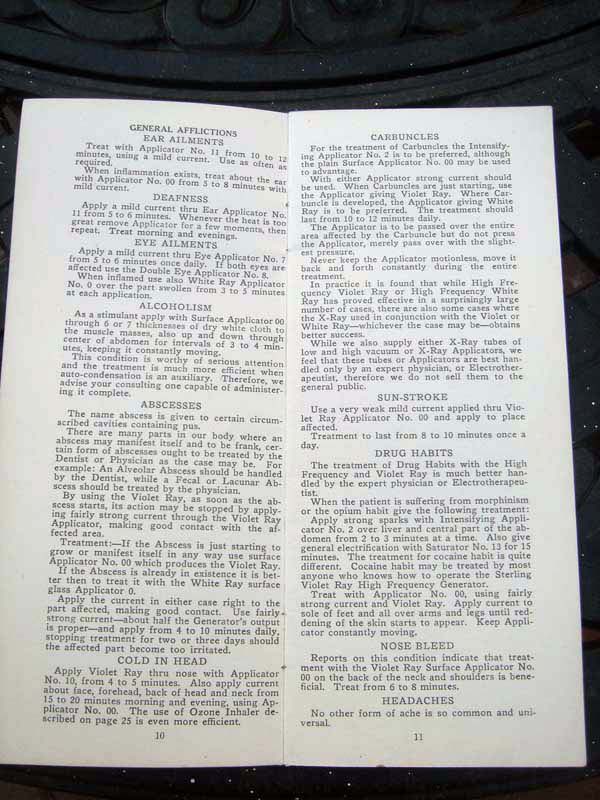 GENERAL AFFLICTIONS
EAR AILMENTS
Treat with Applicator No. 11 from 10 to 12
minutes, using a mild current. Use as often as
required.
When inflammation exists, treat about the ear
with Applicator No. 00 from 5 to 8 minutes with
mild current.
DEAFNESS
Apply a mild current thru Ear Applicator No.
11 from 5 to 6 minutes. Whenever the heat is too
great remove Applicator for a few moments, then
repeat. Treat morning and evenings.
EYE AILMENTS
Apply a mild current thru Eye Applicator No. 7
from 5 to 6 minutes once daily. If both eyes are
affected use the Double Eye Applicator No. 8.
When inflamed use also White Ray Applicator
No. 0 over the part swollen from 3 to 5 minutes
at each application.
ALCOHOLISM
As a stimulant apply with Surface Applicator 00
through 6 or 7 thicknesses of dry white cloth to
the muscle masses, also up and down through
center of abdomen for intervals of 3 to 4 min-
utes, keeping it constantly moving.
This condition is worthy of serious attention
and the treatment is much more efficient when
auto-condensation is an auxiliary. Therefore, we
advise your consulting one capable of administer-
ing it complete.
ABSCESSES
The name abscess is given to certain circum-
scribed cavities containing pus.
There are many parts in our body where an
abscess may manifest itself and to be frank, cer-
tain form of abscesses ought to be treated by the
Dentist or Physician as the case may be. For
example: An Alveolar Abscess should be handled
by the Dentist, while a Fecal or Lacunar Ab-
scess should be treated by the physician.
By using the Violet Ray, as soon as the ab-
scess starts, its action may be stopped by apply-
ing fairly strong current through the Violet Ray
Applicator, making good contact with the af-
fected area.
Treatment:—If the Abscess is just starting to
grow or manifest itself in any way use surface
Applicator No. 00 which produces the Violet Ray.
If the Abscess is already in existence it is bet-
ter then to treat it with the White Ray surface
glass Applicator 0.
Apply the current in either case right to the
part affected, making good contact. Use fairly
strong current—about half the Generator's output
is proper—and apply from 4 to 10 minutes daily,
stopping treatment for two or three days should
the affected part become too irritated.
COLD IN HEAD
Apply Violet Ray thru nose with Applicator
No. 10, from 4 to 5 minutes. Also apply current
about face, forehead, back of head and neck from
15 to 20 minutes morning and evening, using Ap-
plicator No. 00. The use of Ozone Inhaler de-
scribed on page 25 is even more efficient.
10
CARBUNCLES
For the treatment of Carbuncles the Intensify-
ing Applicator No. 2 is to be preferred, although
the plain Surface Applicator No. 00 may be used
to advantage.
With either Applicator strong current should
be used. When Carbuncles are just starting, use
the Applicator giving Violet Ray. Where Car-
buncle is developed, the Applicator giving White
Ray is to be preferred. The treatment should
last from 10 to 12 minutes daily.
The Applicator is to be passed over the entire
area affected by the Carbuncle but do not press
the Applicator, merely pass over with the slight-
est pressure.
Never keep the Applicator motionless, move it
back and forth constantly during the entire
treatment.
In practice it is found that while High Fre-
quency Violet Ray or High Frequency White
Ray has proved effective in a surprisingly large
number of cases, there are also some cases where
the X-Ray used in conjunction with the Violet or
White Ray—whichever the case may be—obtains
better success.
While we also supply either X-Ray tubes of
low and high vacuum or X-Ray Applicators, we
feel that these tubes or Applicators are best han-
dled only by an expert physician, or Electrother-
apeutist, therefore we do not sell them to the
general public.
SUN-STROKE
Use a very weak mild current applied thru Vio-
let Ray Applicator No. 00 and apply to place
affected.
Treatment to last from 8 to 10 minutes once a
day.
DRUG HABITS
The treatment of Drug Habits with the High
Frequency and Violet Ray is much better han-
dled by the expert physician or Electrotherapeu-
tist.
When the patient is suffering from morphinism
or the opium habit give the following treatment:
Apply strong sparks with Intensifying Appli-
cator No. 2 over liver and central part of the ab-
domen from 2 to 3 minutes at a time. Also give
general electrification with Saturator No. 13 for 15
minutes. The treatment for cocaine habit is quite
different. Cocaine habit may be treated by most
anyone who knows how to operate the Sterling
Violet Ray High Frequency Generator.
Treat with Applicator No. 00, using fairly
strong current and Violet Ray. Apply current to
sole of feet and all over arms and legs until red-
dening of the skin starts to appear. Keep Appli-
cator constantly moving.
NOSE BLEED
Reports on this condition indicate that treat-
ment with the Violet Ray Surface Applicator No.
00 on the back of the neck and shoulders is bene-
ficial. Treat from 6 to 8 minutes.
HEADACHES
No other form of ache is so common and uni-
versal.
11